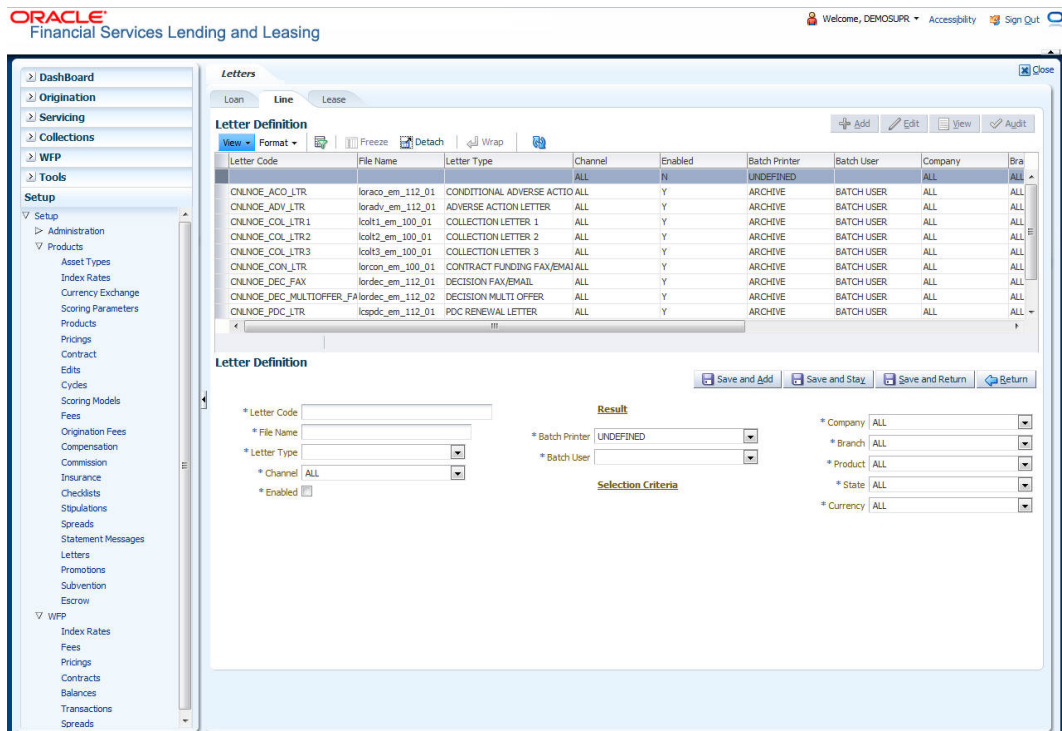 ORACLE
Financial Services Lending and Leasing
Welcome, DEMOSUPR Accessibility Sign Out
DashBoard
Origination
Servicing
Collections
WFP
Tools
Setup
Setup
Administration
Products
Asset Types
Index Rates
Currency Exchange
Scoring Parameters
Products
Pricings
Contract
Edits
Cycles
Scoring Models
Fees
Origination Fees
Compensation
Commission
Insurance
Checklists
Stipulations
Spreads
Statement Messages
Letters
Promotions
Subvention
Escrow
WFP
Index Rates
Fees
Pricings
Contracts
Balances
Transactions
Spreads
Letters Close
Loan Line Lease
Letter Definition Add Edit View Audit
View Format Freeze Detach Wrap
Letter Code File Name Letter Type Channel Enabled Batch Printer Batch User Company Bra
ALL N UNDEFINED ALL ALL
CNLNOE_ACO_LTR loraco_em_112_01 CONDITIONAL ADVERSE ACTIO ALL Y ARCHIVE BATCH USER ALL ALL
CNLNOE_ADV_LTR loradv_em_112_01 ADVERSE ACTION LETTER ALL Y ARCHIVE BATCH USER ALL ALL
CNLNOE_COL_LTR1 lcolt1_em_100_01 COLLECTION LETTER 1 ALL Y ARCHIVE BATCH USER ALL ALL
CNLNOE_COL_LTR2 lcolt2_em_100_01 COLLECTION LETTER 2 ALL Y ARCHIVE BATCH USER ALL ALL
CNLNOE_COL_LTR3 lcolt3_em_100_01 COLLECTION LETTER 3 ALL Y ARCHIVE BATCH USER ALL ALL
CNLNOE_CON_LTR lorcon_em_100_01 CONTRACT FUNDING FAX/EMAI ALL Y ARCHIVE BATCH USER ALL ALL
CNLNOE_DEC_FAX lordec_em_112_01 DECISION FAX/EMAIL ALL Y ARCHIVE BATCH USER ALL ALL
CNLNOE_DEC_MULTIOFFER_FA lordec_em_112_02 DECISION MULTI OFFER ALL Y ARCHIVE BATCH USER ALL ALL
CNLNOE_PDC_LTR lcspdc_em_112_01 PDC RENEWAL LETTER ALL Y ARCHIVE BATCH USER ALL ALL
Letter Definition
Save and Add Save and Stay Save and Return Return
* Letter Code
* File Name
* Letter Type
* Channel ALL
* Enabled
Result
* Batch Printer UNDEFINED
* Batch User
Selection Criteria
* Company ALL
* Branch ALL
* Product ALL
* State ALL
* Currency ALL